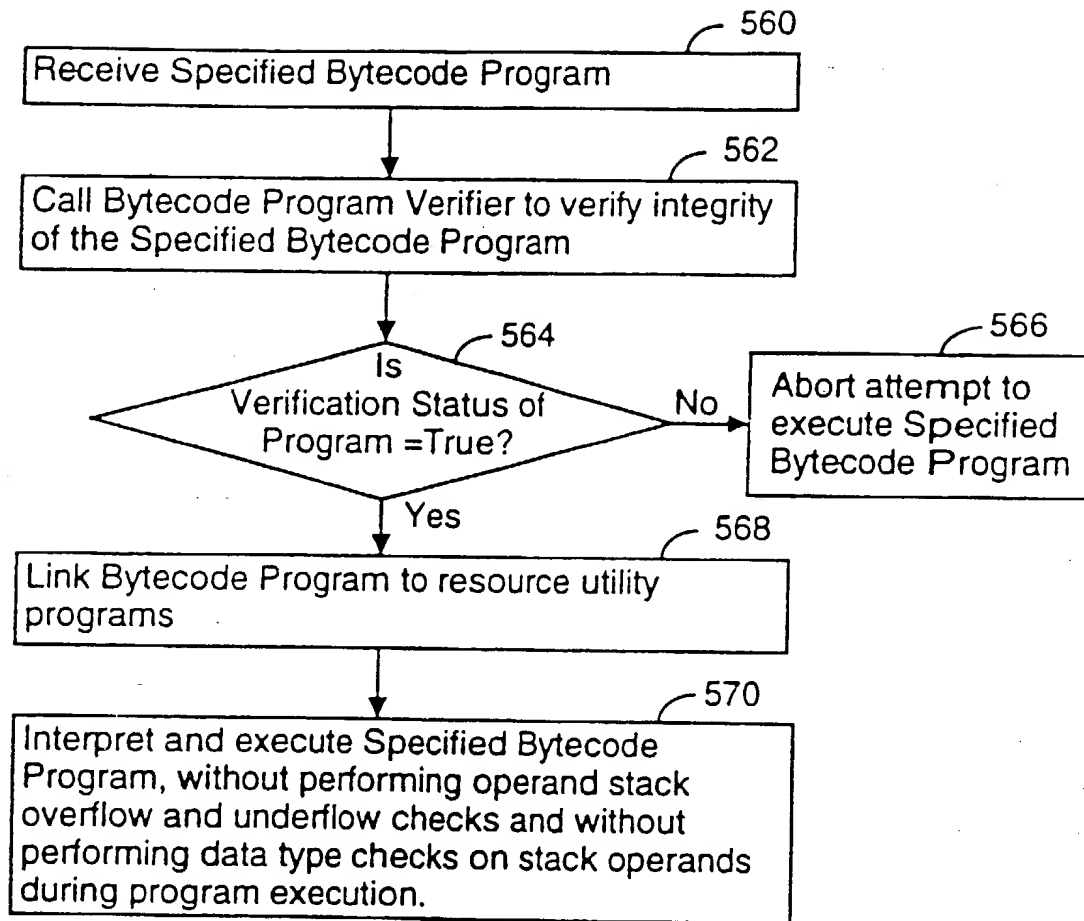 560
Receive Specified Bytecode Program
562
Call Bytecode Program Verifier to verify integrity
of the Specified Bytecode Program
564
Is
Verification Status of
Program =True?
No
566
Abort attempt to
execute Specified
Bytecode Program
Yes
568
Link Bytecode Program to resource utility
programs
570
Interpret and execute Specified Bytecode
Program, without performing operand stack
overflow and underflow checks and without
performing data type checks on stack operands
during program execution.